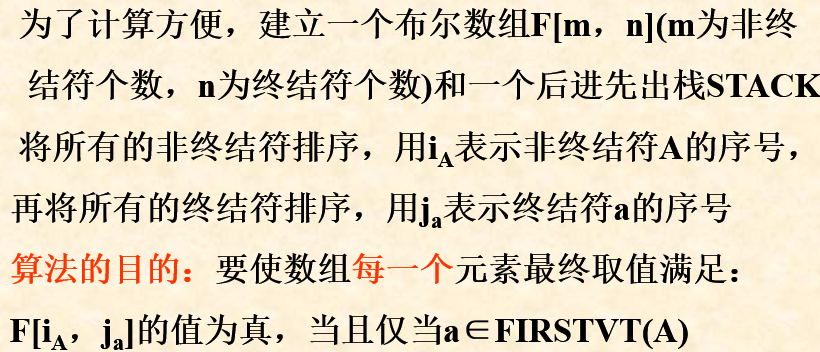 为了计算方便，建立一个布尔数组F[m，n](m为非终
结符个数，n为终结符个数)和一个后进先出栈STACK
将所有的非终结符排序，用iA表示非终结符A的序号，
再将所有的终结符排序，用ja表示终结符a的序号
算法的目的：要使数组每一个元素最终取值满足：
F[iA，ja]的值为真，当且仅当a∈FIRSTVT(A)